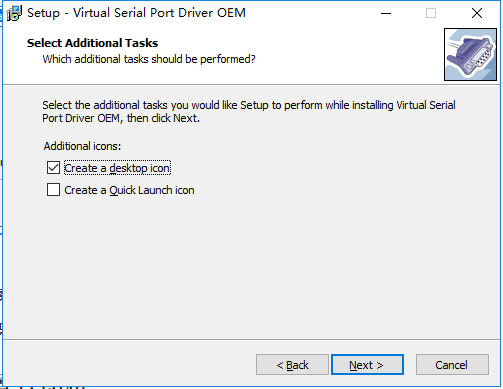 Setup - Virtual Serial Port Driver OEM
Select Additional Tasks
Which additional tasks should be performed?
Select the additional tasks you would like Setup to perform while installing Virtual Serial
Port Driver OEM, then click Next.
Additional icons:
Create a desktop icon
Create a Quick Launch icon
< Back
Next >
Cancel